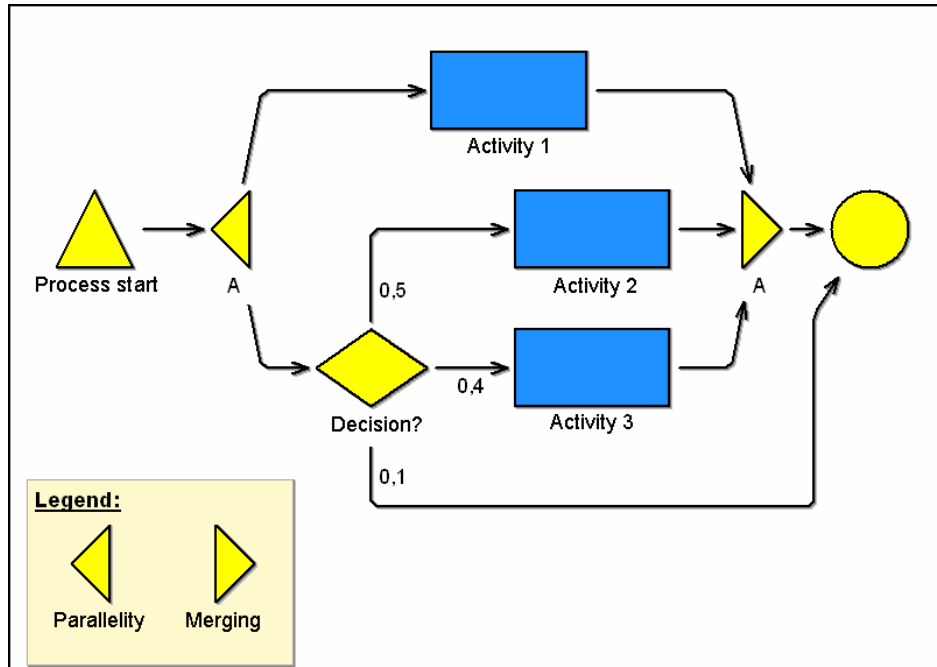 Activity 1
Process start
A
0,5
Activity 2
A
Decision?
0,4
Activity 3
0,1
Legend:
Parallelity
Merging